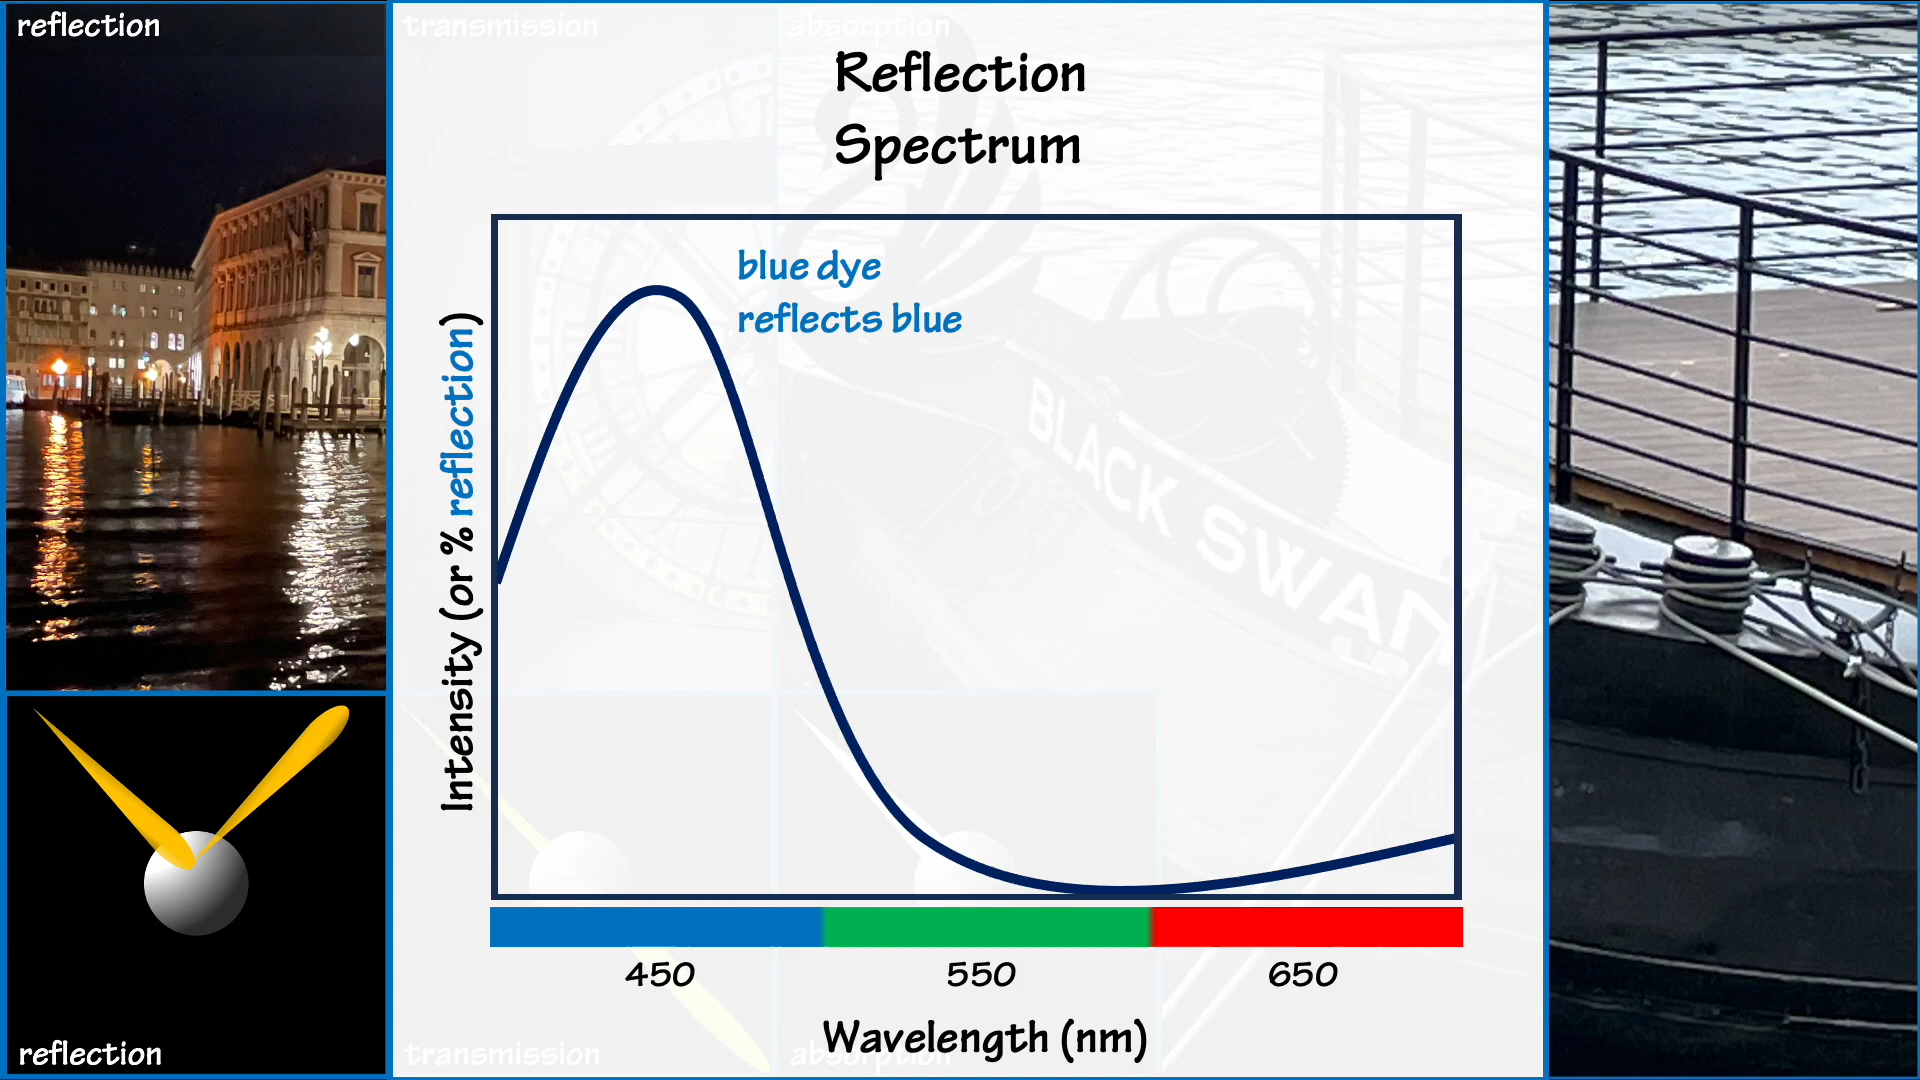 reflection
transmission
absorption
Reflection
Spectrum
blue dye
reflects blue
Intensity (or % reflection)
BLACK SWAN
450
550
650
Wavelength (nm)
reflection
transmission
absorption